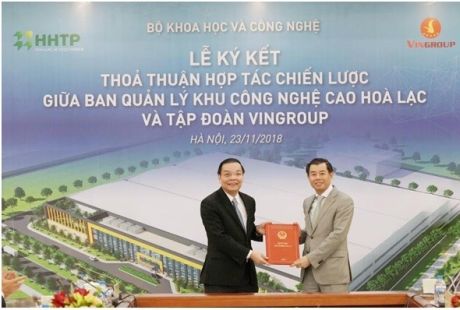 HHTP
BỘ KHOA HỌC VÀ CÔNG NGHỆ
VINGROUP
LỄ KÝ KẾT
THOẢ THUẬN HỢP TÁC CHIẾN LƯỢC
GIỮA BAN QUẢN LÝ KHU CÔNG NGHỆ CAO HOÀ LẠC
VÀ TẬP ĐOÀN VINGROUP
HÀ NỘI, 23/11/2018